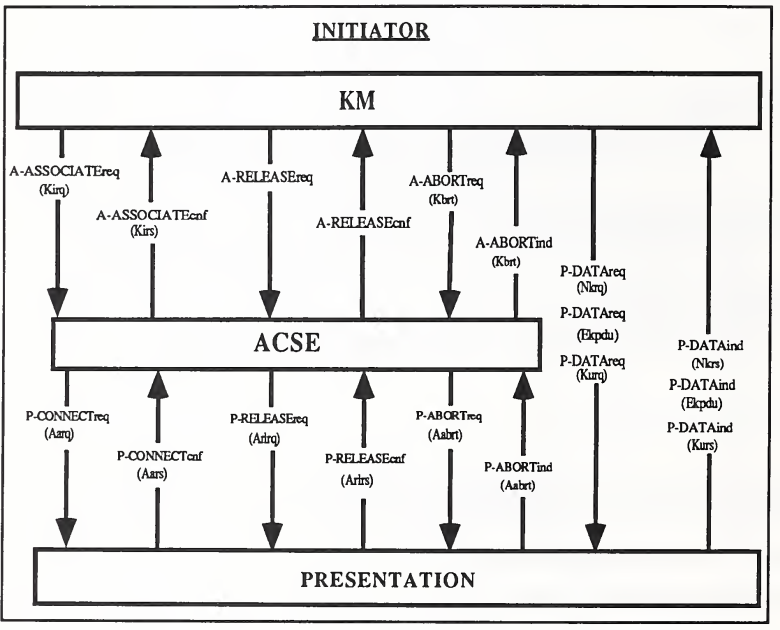 INITIATOR
KM
A-ASSOCIATEreq
(Kirq)
A-ASSOCIATEcnf
(Kirs)
A-RELEASEreq
A-RELEASEcnf
A-ABORTreq
(Kbrt)
A-ABORTind
(Kbrt)
P-DATAreq
(Nkrq)
P-DATAreq
(Ekpdu)
P-DATAreq
(Kurq)
P-DATAind
(Nkrs)
P-DATAind
(Ekpdu)
P-DATAind
(Kurs)
ACSE
P-CONNECTreq
(Aarq)
P-CONNECTcnf
(Aars)
P-RELEASEreq
(Arlrq)
P-RELEASEcnf
(Arlrs)
P-ABORTreq
(Aabrt)
P-ABORTind
(Aabrt)
PRESENTATION